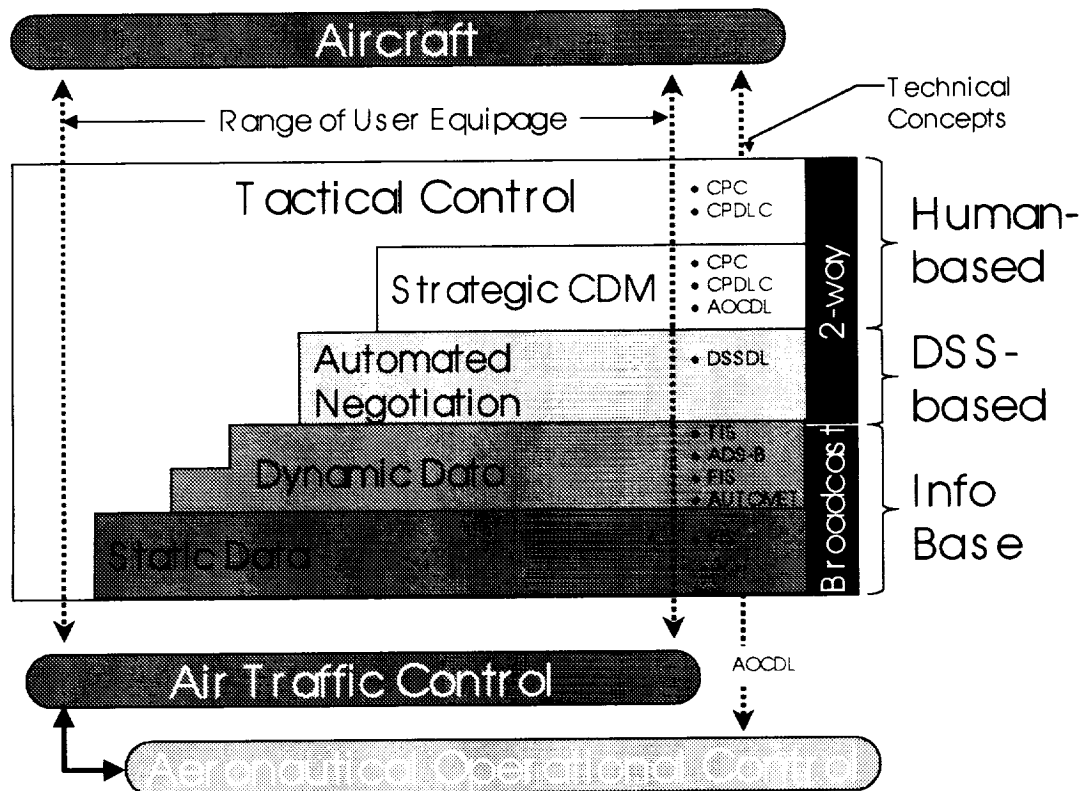 Aircraft
Range of User Equipage
Technical
Concepts
Tactical Control
• CPC
• CPDLC
Strategic CDM
• CPC
• CPDLC
• AOCDL
Automated
Negotiation
• DSSDL
Dynamic Data
• ADS-B
• FIS
• AUTOMET
Static Data
2-way
Broadcast
Human-
based
DSS-
based
Info
Base
AOCDL
Air Traffic Control
Aeronautical Operational Control